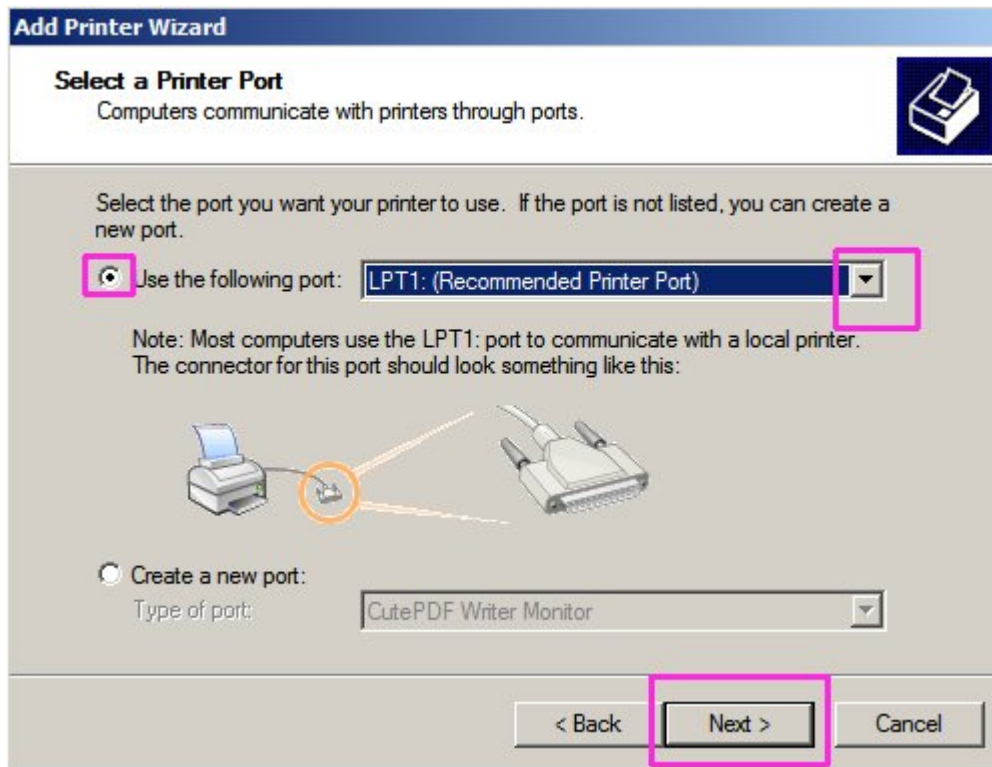 Add Printer Wizard
Select a Printer Port
Computers communicate with printers through ports.
Select the port you want your printer to use.  If the port is not listed, you can create a
new port.
Use the following port: LPT1: (Recommended Printer Port)
Note: Most computers use the LPT1: port to communicate with a local printer.
The connector for this port should look something like this:
Create a new port:
Type of port: CutePDF Writer Monitor
< Back Next > Cancel